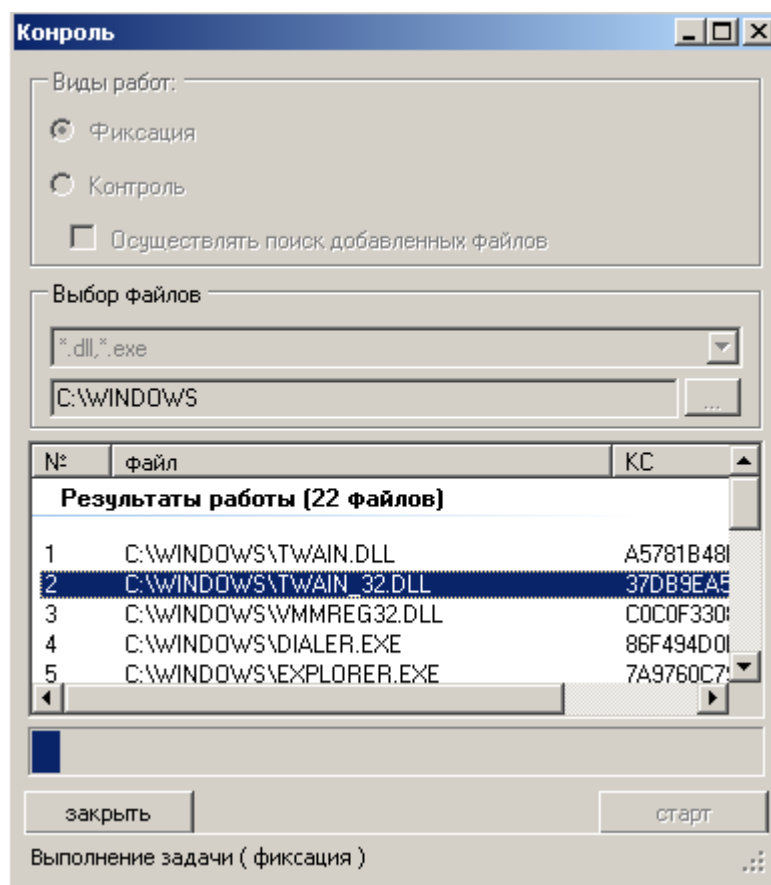 Конроль
Виды работ:
Фиксация
Контроль
Осуществлять поиск добавленных файлов
Выбор файлов
*.dll,*.exe
C:\WINDOWS
...
№ файл КС
Результаты работы (22 файлов)
1 C:\WINDOWS\TWAIN.DLL A5781B48
2 C:\WINDOWS\TWAIN_32.DLL 37DB9EA5
3 C:\WINDOWS\VMMREG32.DLL C0C0F330
4 C:\WINDOWS\DIALER.EXE 86F494D0
5 C:\WINDOWS\EXPLORER.EXE 7A9760C7
закрыть старт
Выполнение задачи ( фиксация )